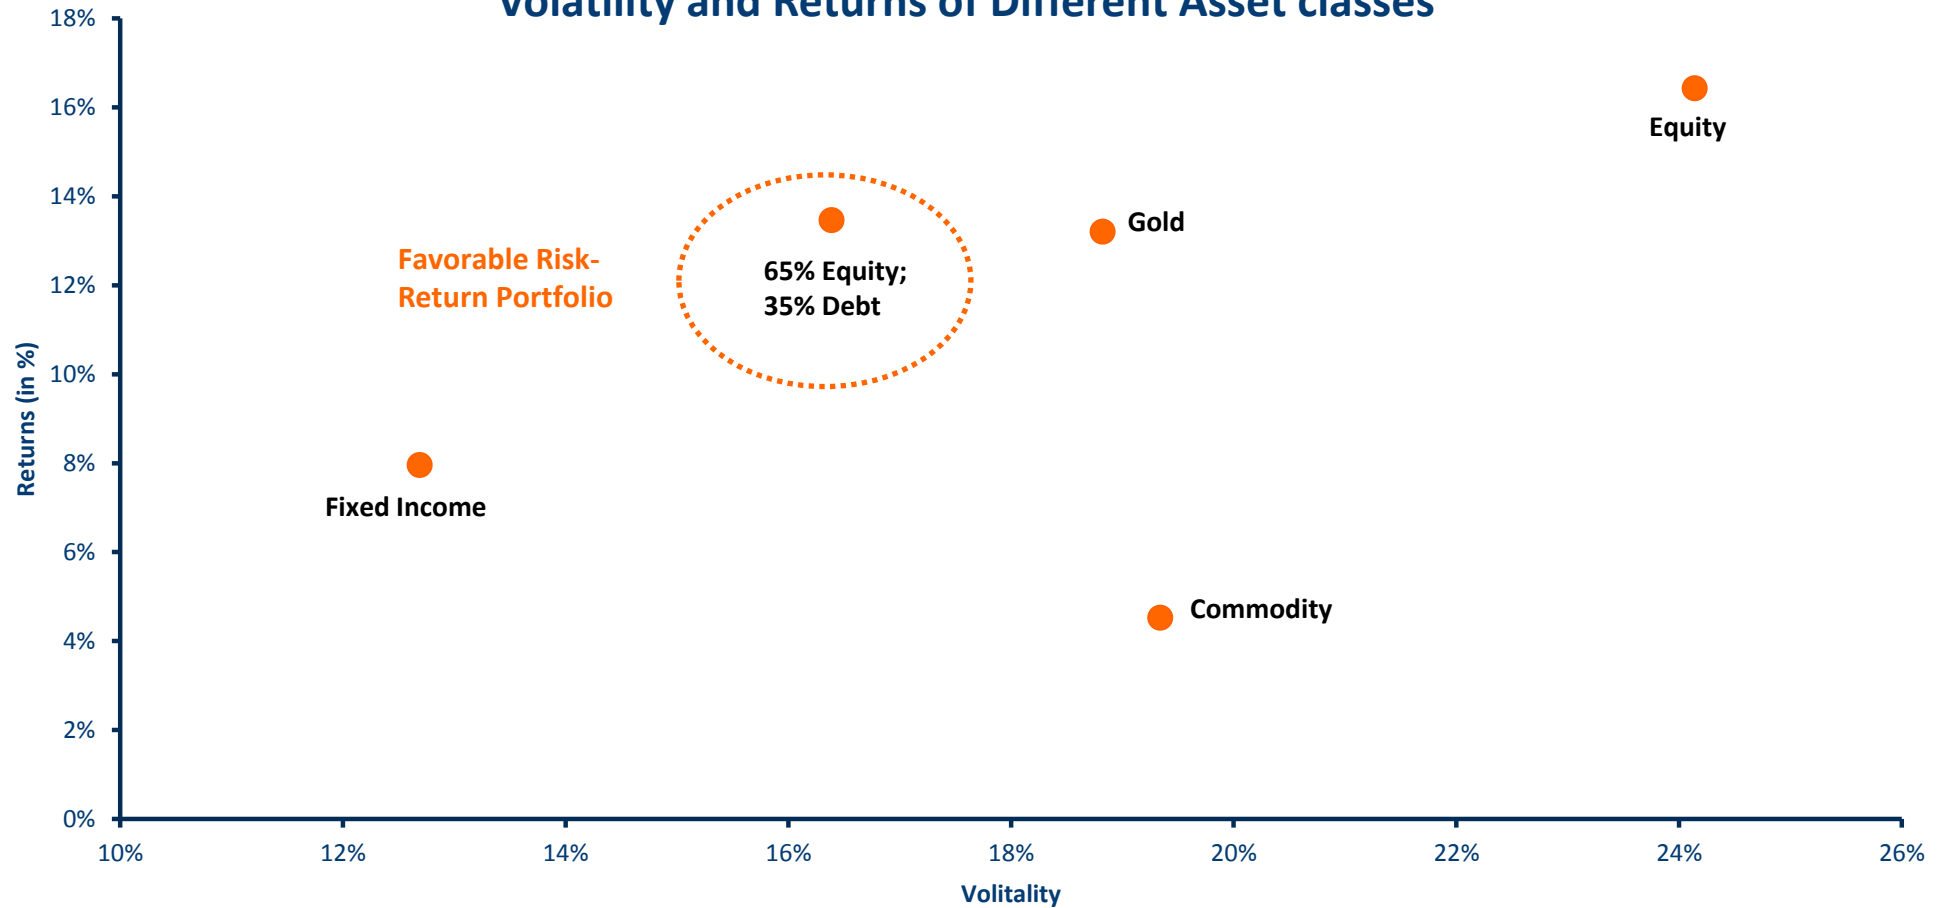 Volatility and Returns of Different Asset classes
18%
16%
14%
12%
10%
8%
6%
4%
2%
0%
Returns (in %)
Equity
Gold
65% Equity;
35% Debt
Favorable Risk-
Return Portfolio
Fixed Income
Commodity
10%
12%
14%
16%
18%
20%
22%
24%
26%
Volitality